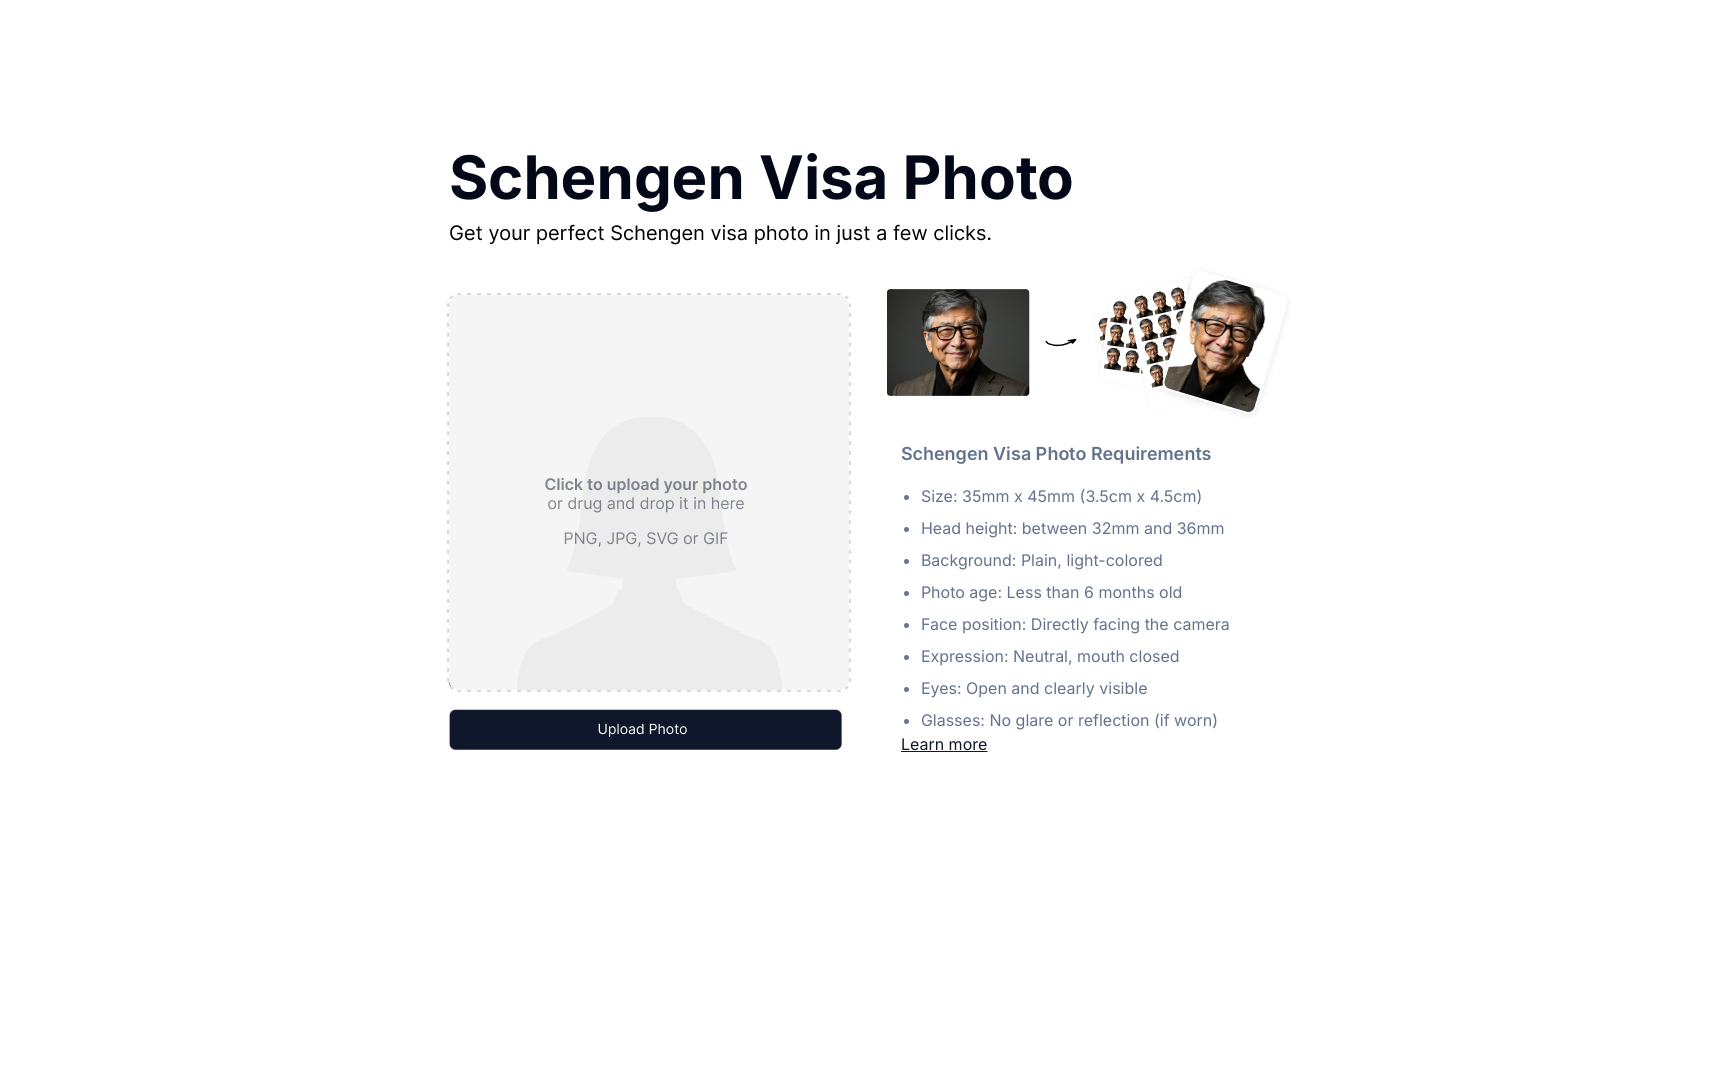 Schengen Visa Photo
Get your perfect Schengen visa photo in just a few clicks.
Click to upload your photo
or drug and drop it in here
PNG, JPG, SVG or GIF
Upload Photo
Schengen Visa Photo Requirements
• Size: 35mm x 45mm (3.5cm x 4.5cm)
• Head height: between 32mm and 36mm
• Background: Plain, light-colored
• Photo age: Less than 6 months old
• Face position: Directly facing the camera
• Expression: Neutral, mouth closed
• Eyes: Open and clearly visible
• Glasses: No glare or reflection (if worn)
Learn more